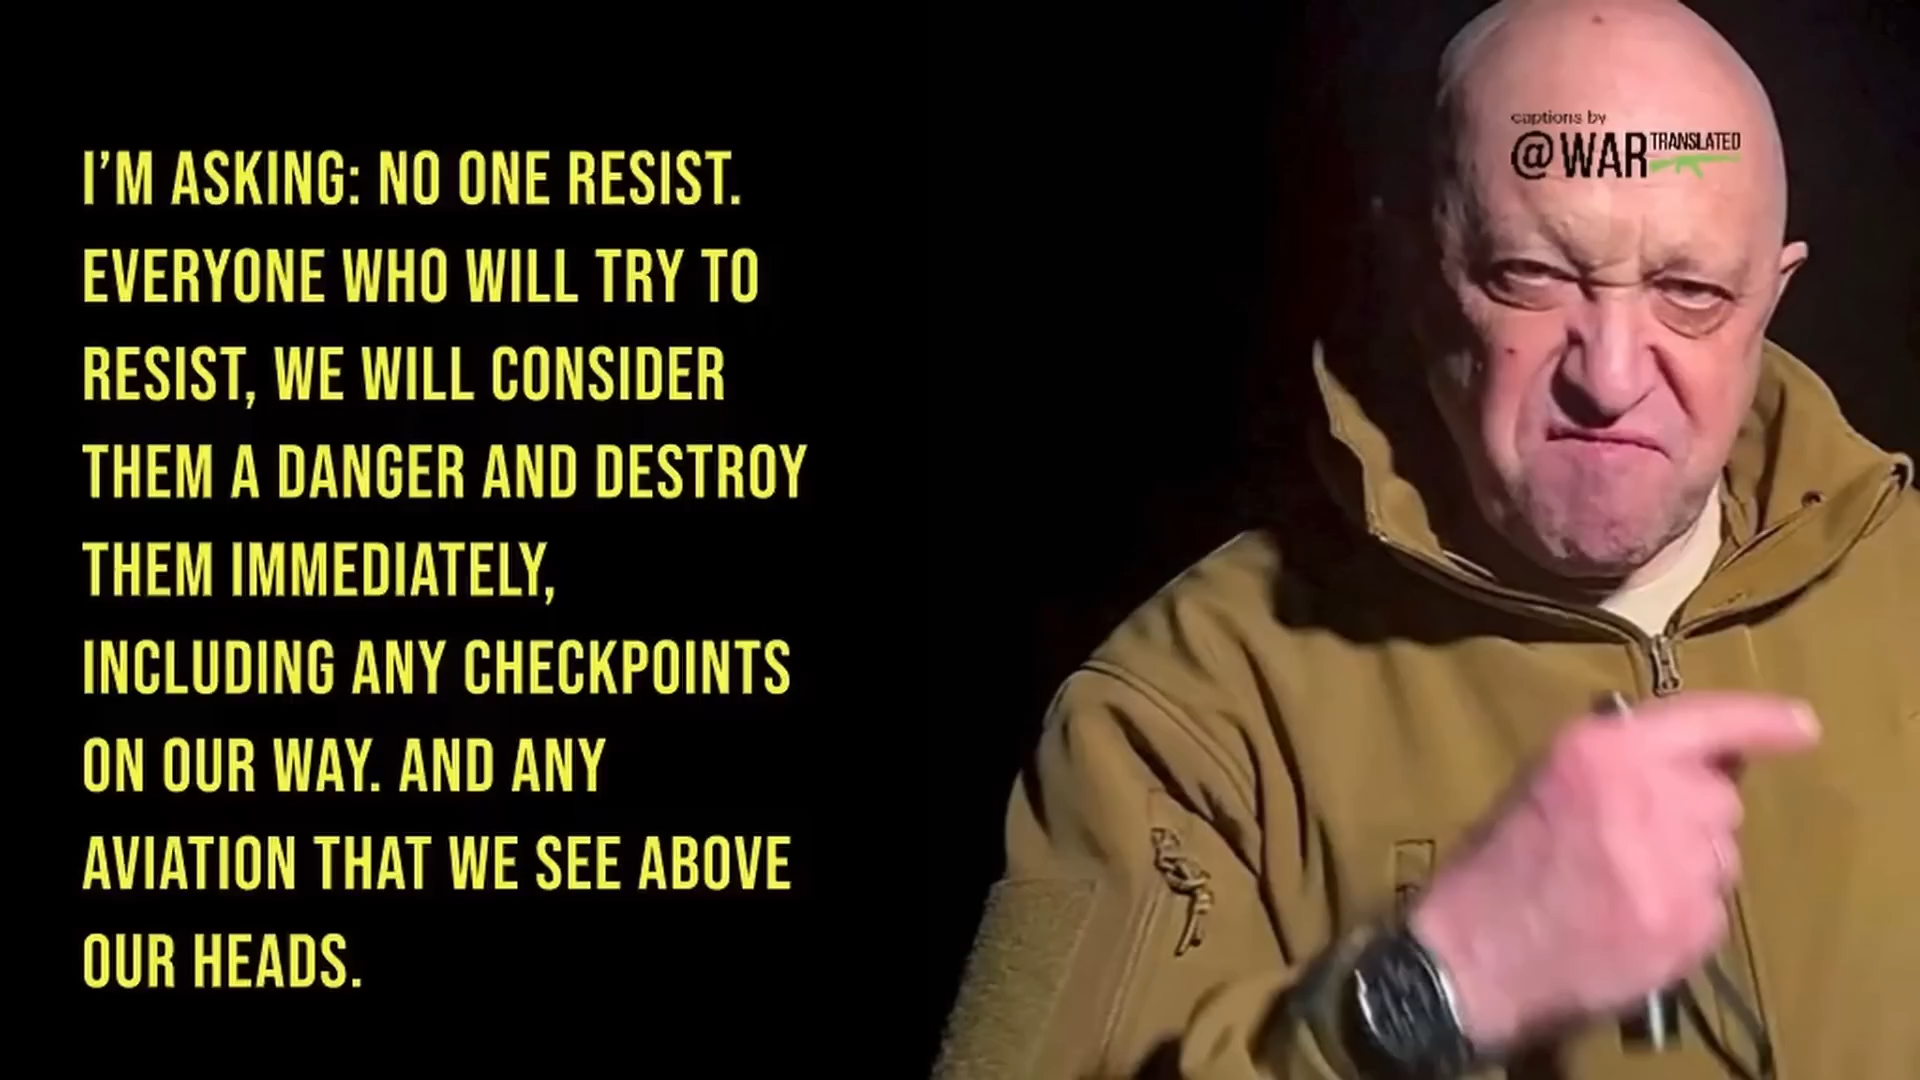 I'M ASKING: NO ONE RESIST.
EVERYONE WHO WILL TRY TO
RESIST, WE WILL CONSIDER
THEM A DANGER AND DESTROY
THEM IMMEDIATELY,
INCLUDING ANY CHECKPOINTS
ON OUR WAY. AND ANY
AVIATION THAT WE SEE ABOVE
OUR HEADS.
captions by
@WAR TRANSLATED